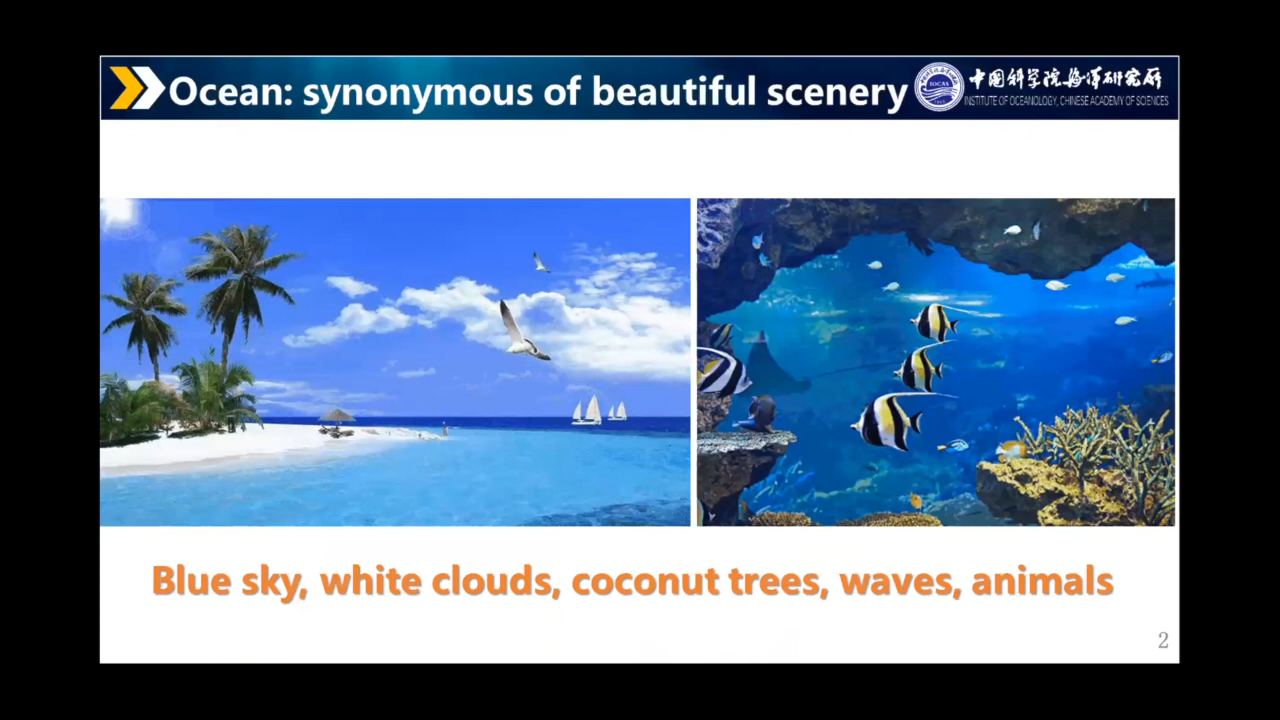 Ocean: synonymous of beautiful scenery
IOCAS
中国科学院海洋研究所
INSTITUTE OF OCEANOLOGY, CHINESE ACADEMY OF SCIENCES
Blue sky, white clouds, coconut trees, waves, animals
2